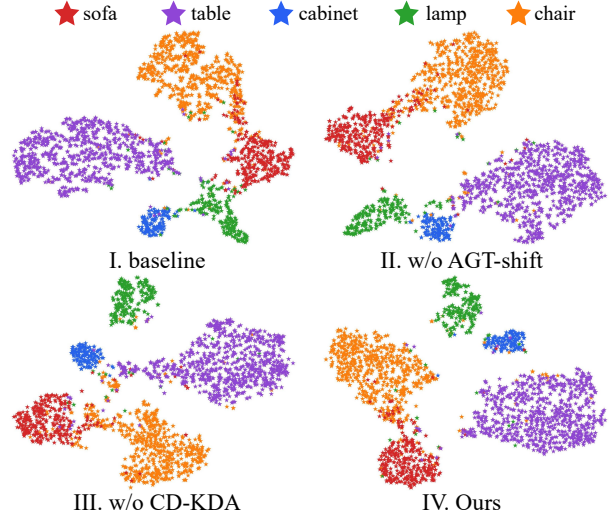 sofa table cabinet lamp chair
I. baseline
II. w/o AGT-shift
III. w/o CD-KDA
IV. Ours